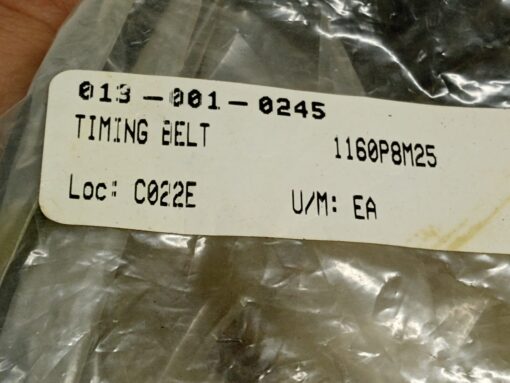 013-001-0245
TIMING BELT 1160P8M25
Loc: C022E U/M: EA